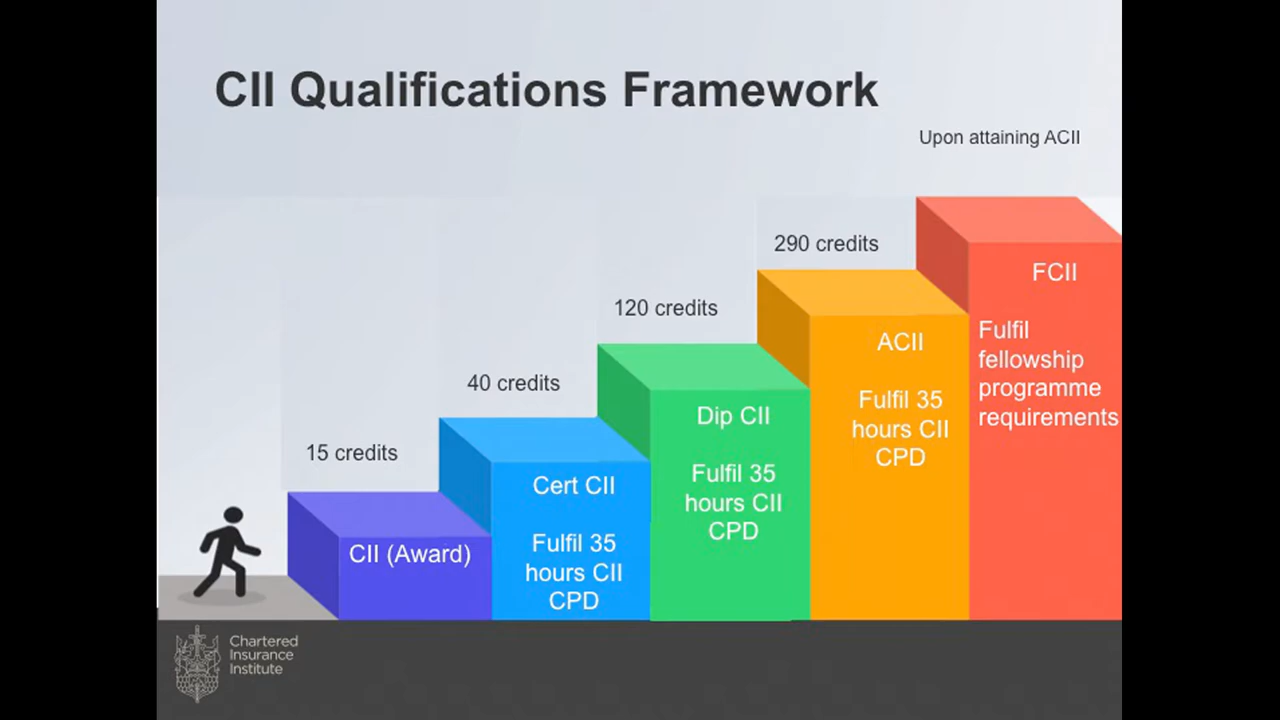 CII Qualifications Framework
Upon attaining ACII
290 credits
120 credits
40 credits
15 credits
CII (Award)
Cert CII
Fulfil 35
hours CII
CPD
Dip CII
Fulfil 35
hours CII
CPD
ACII
Fulfil 35
hours CII
CPD
FCII
Fulfil
fellowship
programme
requirements
Chartered
Insurance
Institute